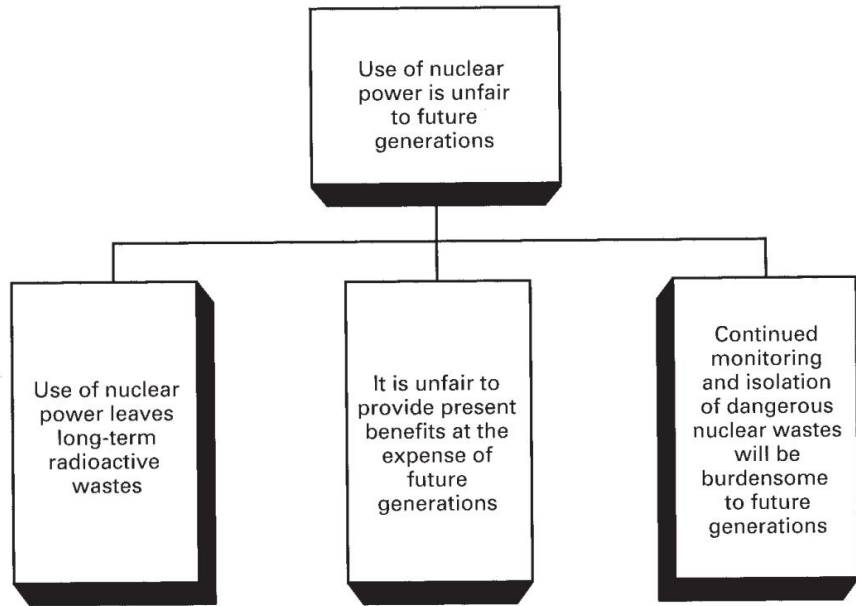 Use of nuclear
power is unfair
to future
generations
Use of nuclear
power leaves
long-term
radioactive
wastes
It is unfair to
provide present
benefits at the
expense of
future
generations
Continued
monitoring
and isolation
of dangerous
nuclear wastes
will be
burdensome
to future
generations